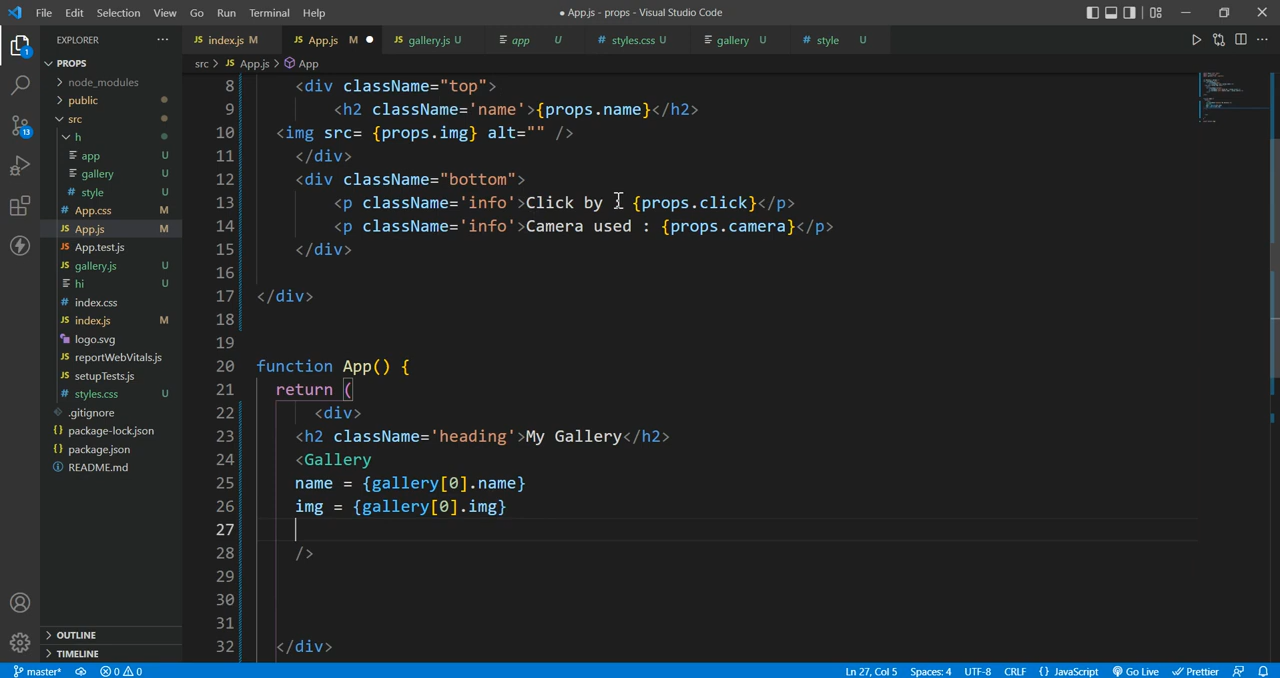 File Edit Selection View Go Run Terminal Help ● App.js - props - Visual Studio Code
EXPLORER ···
JS index.js M JS App.js M ● JS gallery.js U app U # styles.css U gallery U # style U
src > JS App.js > App
PROPS
node_modules
public
src
h
app U
gallery U
# style U
# App.css
JS App.js
JS App.test.js
JS gallery.js U
hi U
# index.css
JS index.js M
logo.svg
JS reportWebVitals.js
JS setupTests.js
# styles.css U
.gitignore
{} package-lock.json
{} package.json
README.md
OUTLINE
TIMELINE
1
13
8 <div className="top">
9 <h2 className='name'>{props.name}</h2>
10 <img src= {props.img} alt="" />
11 </div>
12 <div className="bottom">
13 <p className='info'>Click by : {props.click}</p>
14 <p className='info'>Camera used : {props.camera}</p>
15 </div>
16
17 </div>
18
19
20 function App() {
21 return (
22 <div>
23 <h2 className='heading'>My Gallery</h2>
24 <Gallery
25 name = {gallery[0].name}
26 img = {gallery[0].img}
27
28 />
29
30
31
32 </div>
master* 0 0 Ln 27, Col 5 Spaces: 4 UTF-8 CRLF {} JavaScript Go Live Prettier